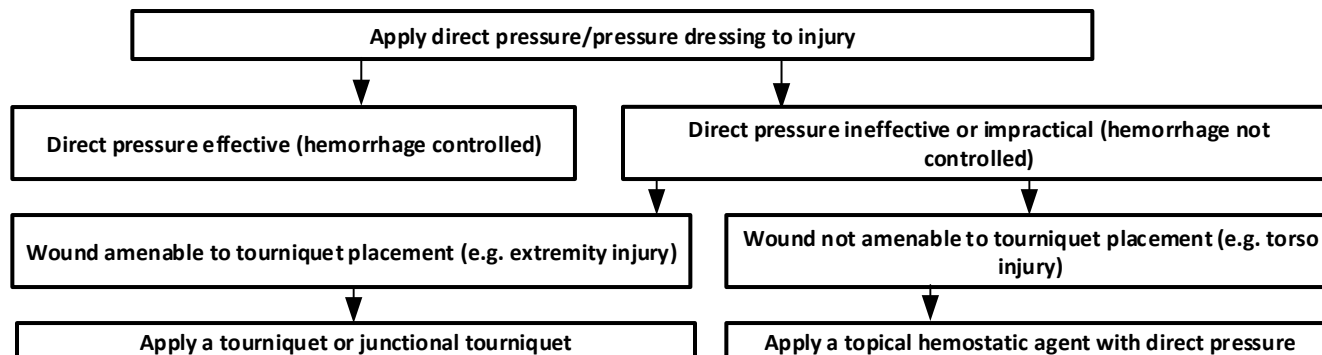 Apply direct pressure/pressure dressing to injury
Direct pressure effective (hemorrhage controlled)
Direct pressure ineffective or impractical (hemorrhage not
controlled)
Wound amenable to tourniquet placement (e.g. extremity injury)
Wound not amenable to tourniquet placement (e.g. torso
injury)
Apply a tourniquet or junctional tourniquet
Apply a topical hemostatic agent with direct pressure